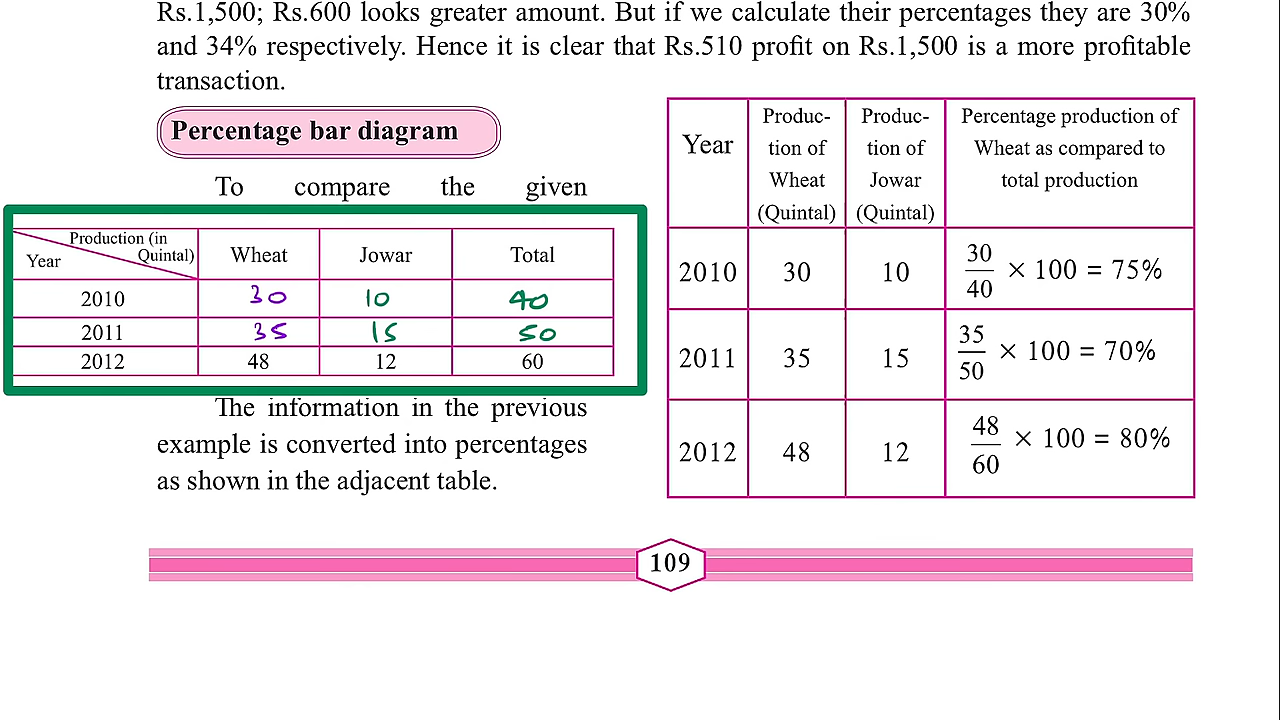 Rs.1,500; Rs.600 looks greater amount. But if we calculate their percentages they are 30%
and 34% respectively. Hence it is clear that Rs.510 profit on Rs.1,500 is a more profitable
transaction.
Percentage bar diagram
To compare the given
Production (in Quintal) Year Wheat Jowar Total
2010 30 10 40
2011 35 15 50
2012 48 12 60
The information in the previous
example is converted into percentages
as shown in the adjacent table.
Year Produc-tion of Wheat (Quintal) Produc-tion of Jowar (Quintal) Percentage production of Wheat as compared to total production
2010 30 10 30/40 × 100 = 75%
2011 35 15 35/50 × 100 = 70%
2012 48 12 48/60 × 100 = 80%
109